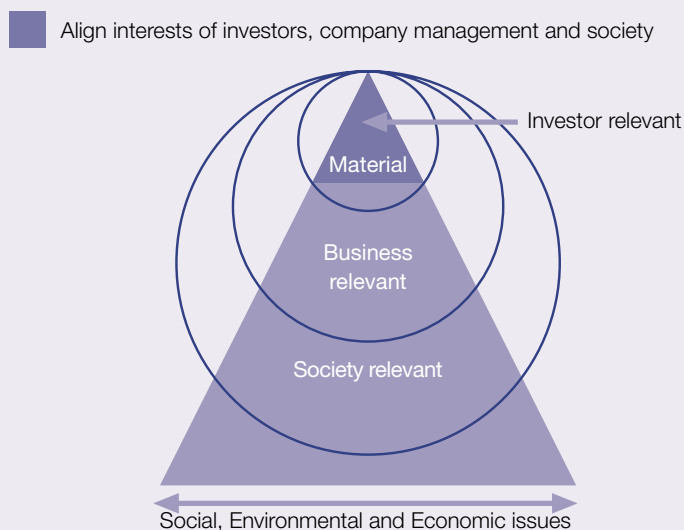 Align interests of investors, company management and society
Investor relevant
Material
Business
relevant
Society relevant
Social, Environmental and Economic issues